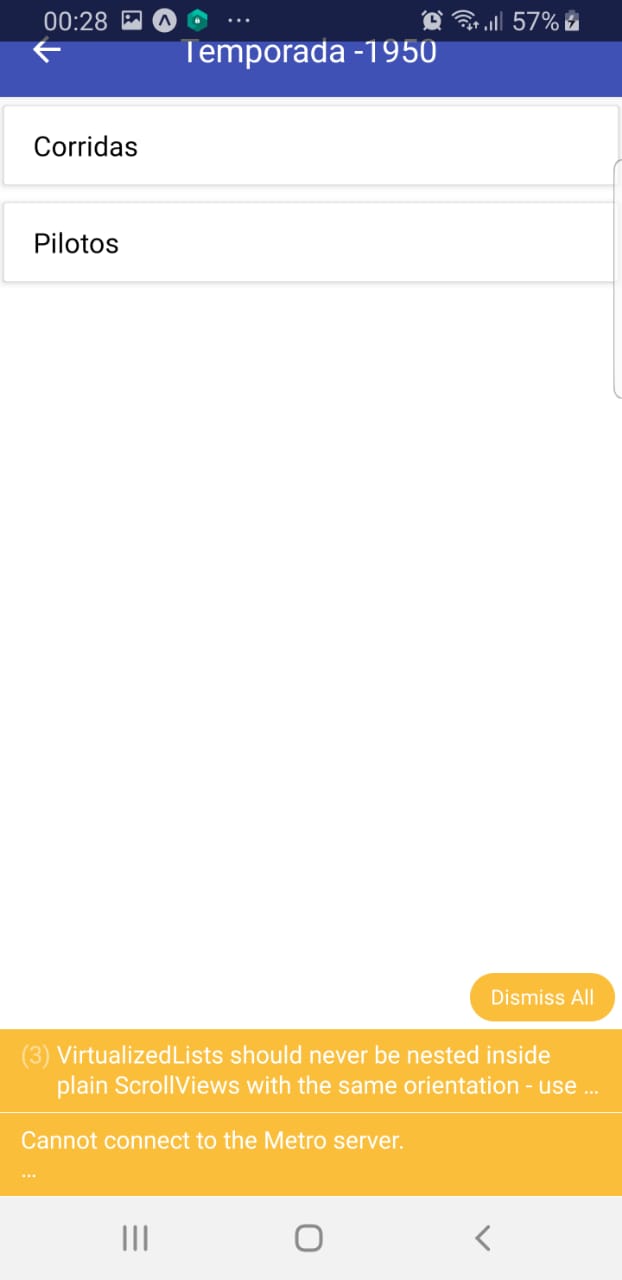 00:28 ... 57%
Temporada -1950
Corridas
Pilotos
Dismiss All
(3) VirtualizedLists should never be nested inside
plain ScrollViews with the same orientation - use ...
Cannot connect to the Metro server.
...